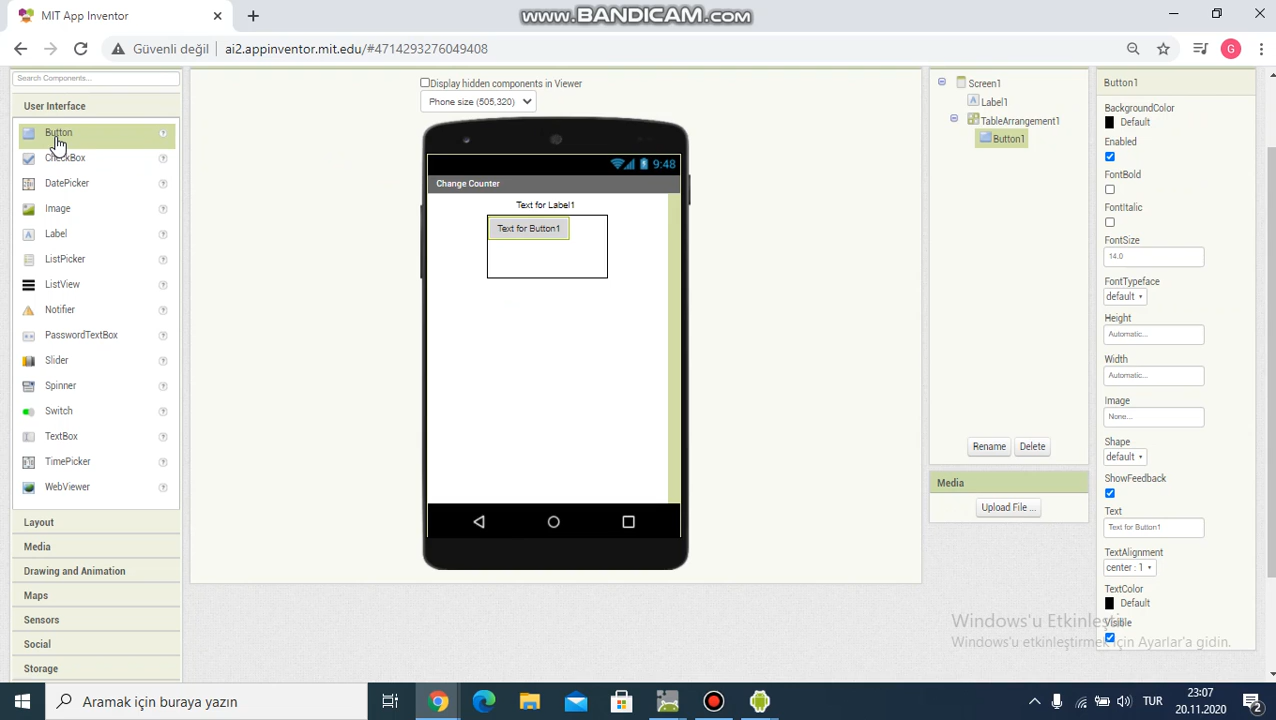 MIT App Inventor
www.BANDICAM.com
Güvenli değil
ai2.appinventor.mit.edu/#4714293276049408
G
Search Components...
User Interface
Button
CheckBox
DatePicker
Image
Label
ListPicker
ListView
Notifier
PasswordTextBox
Slider
Spinner
Switch
TextBox
TimePicker
WebViewer
Layout
Media
Drawing and Animation
Maps
Sensors
Social
Storage
Display hidden components in Viewer
Phone size (505,320)
9:48
Change Counter
Text for Label1
Text for Button1
Screen1
Label1
TableArrangement1
Button1
Rename
Delete
Media
Upload File ...
Button1
BackgroundColor
Default
Enabled
FontBold
FontItalic
FontSize
14.0
FontTypeface
default
Height
Automatic...
Width
Automatic...
Image
None...
Shape
default
ShowFeedback
Text
Text for Button1
TextAlignment
center : 1
TextColor
Default
Visible
Windows'u Etkinleştir
Windows'u etkinleştirmek için Ayarlar'a gidin.
Aramak için buraya yazın
TUR
23:07
20.11.2020
2